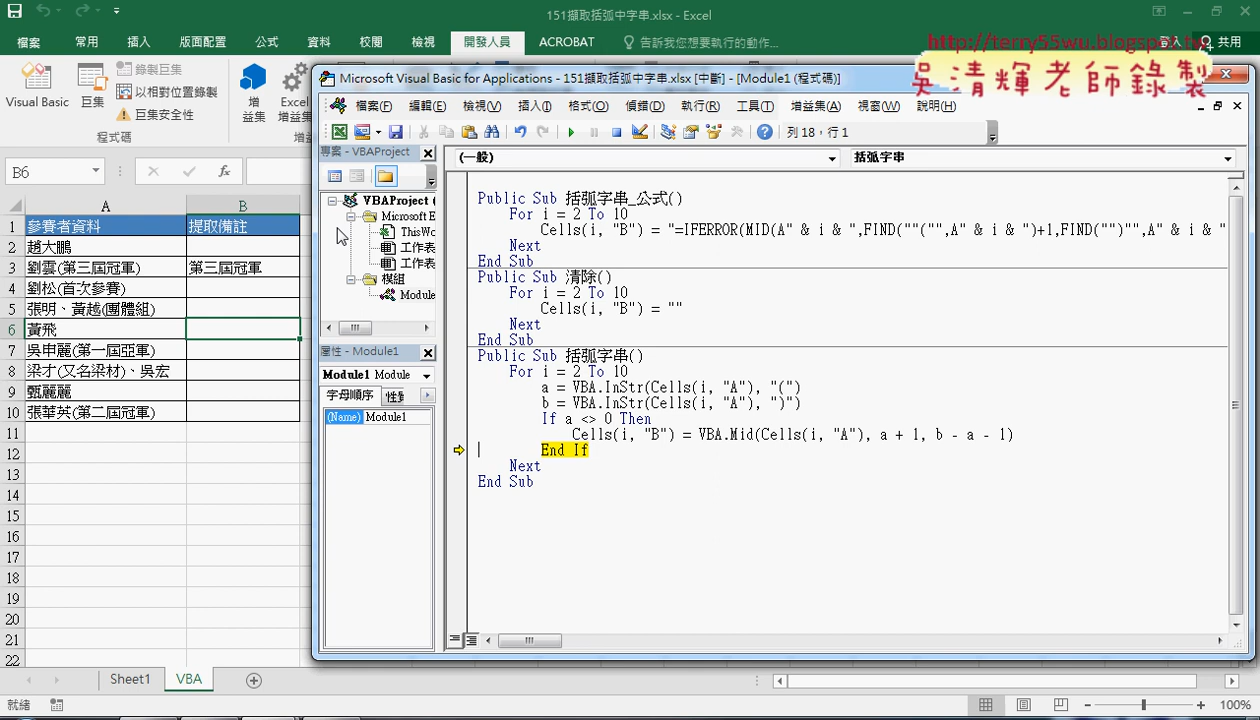 151擷取括弧中字串.xlsx - Excel
檔案 常用 插入 版面配置 公式 資料 校閱 檢視 開發人員 ACROBAT 告訴我您想要執行的動作... 登入 共用
http://terry55wu.blogspot.tw
吳清輝老師錄製
Visual Basic 巨集 錄製巨集
以相對位置錄製
巨集安全性
程式碼
增益集
Excel
增益集
Microsoft Visual Basic for Applications - 151擷取括弧中字串.xlsx [中斷] - [Module1 (程式碼)]
檔案(F) 編輯(E) 檢視(V) 插入(I) 格式(O) 偵錯(D) 執行(R) 工具(T) 增益集(A) 視窗(W) 說明(H)
列 18，行 1
專案 - VBAProject
(一般) 括弧字串
VBAProject (
Microsoft E
ThisWo
工作表
工作表
模組
Module
屬性 - Module1
Module1 Module
字母順序
(Name) Module1
Public Sub 括弧字串_公式()
For i = 2 To 10
Cells(i, "B") = "=IFERROR(MID(A" & i & ",FIND(""("",A" & i & ")+1,FIND("")"",A" & i & "
Next
End Sub
Public Sub 清除()
For i = 2 To 10
Cells(i, "B") = ""
Next
End Sub
Public Sub 括弧字串()
For i = 2 To 10
a = VBA.InStr(Cells(i, "A"), "(")
b = VBA.InStr(Cells(i, "A"), ")")
If a <> 0 Then
Cells(i, "B") = VBA.Mid(Cells(i, "A"), a + 1, b - a - 1)
End If
Next
End Sub
B6
fx
A B
1 參賽者資料 提取備註
2 趙大鵬
3 劉雲(第三屆冠軍) 第三屆冠軍
4 劉松(首次參賽)
5 張明、黃越(團體組)
6 黃飛
7 吳申麗(第一屆亞軍)
8 梁才(又名梁材)、吳宏
9 甄麗麗
10 張華英(第二屆冠軍)
11
12
13
14
15
16
17
18
19
20
21
22
Sheet1 VBA
就緒
100%